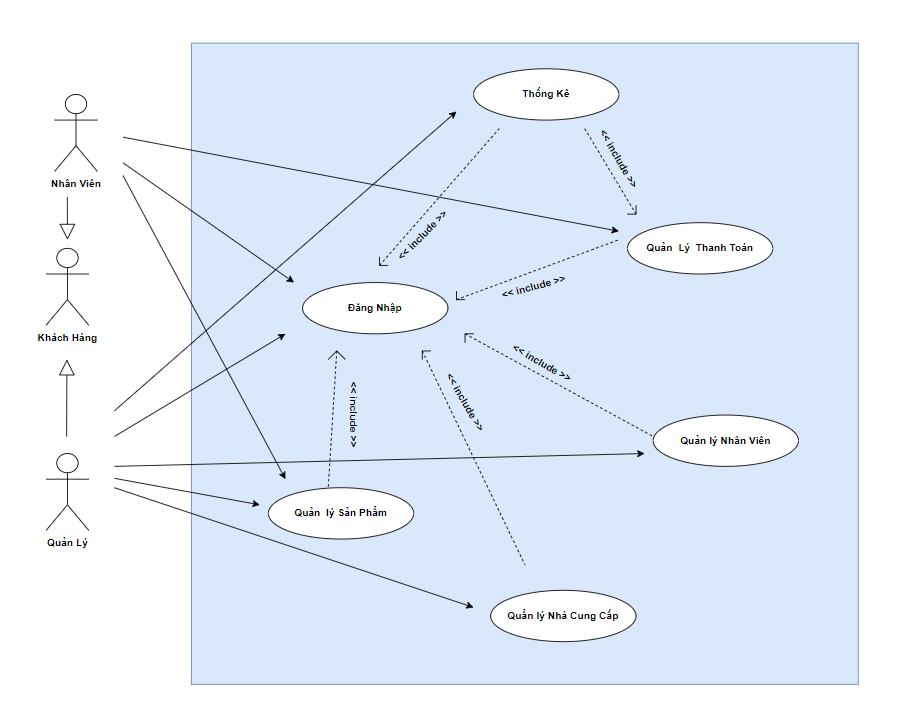 Thống Kê
<< include >>
Nhân Viên
<< include >>
Quản Lý Thanh Toán
<< include >>
Đăng Nhập
Khách Hàng
<< include >>
<< include >>
<< include >>
Quản lý Nhân Viên
Quản lý Sản Phẩm
Quản Lý
Quẩn lý Nhà Cung Cấp